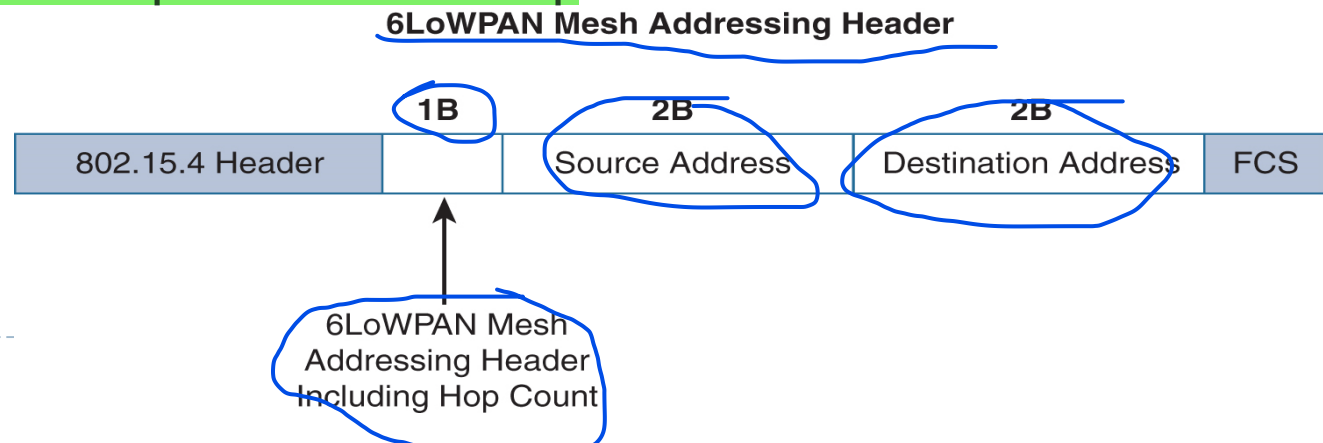 6LoWPAN Mesh Addressing Header
1B 2B 2B
802.15.4 Header Source Address Destination Address FCS
6LoWPAN Mesh
Addressing Header
Including Hop Count